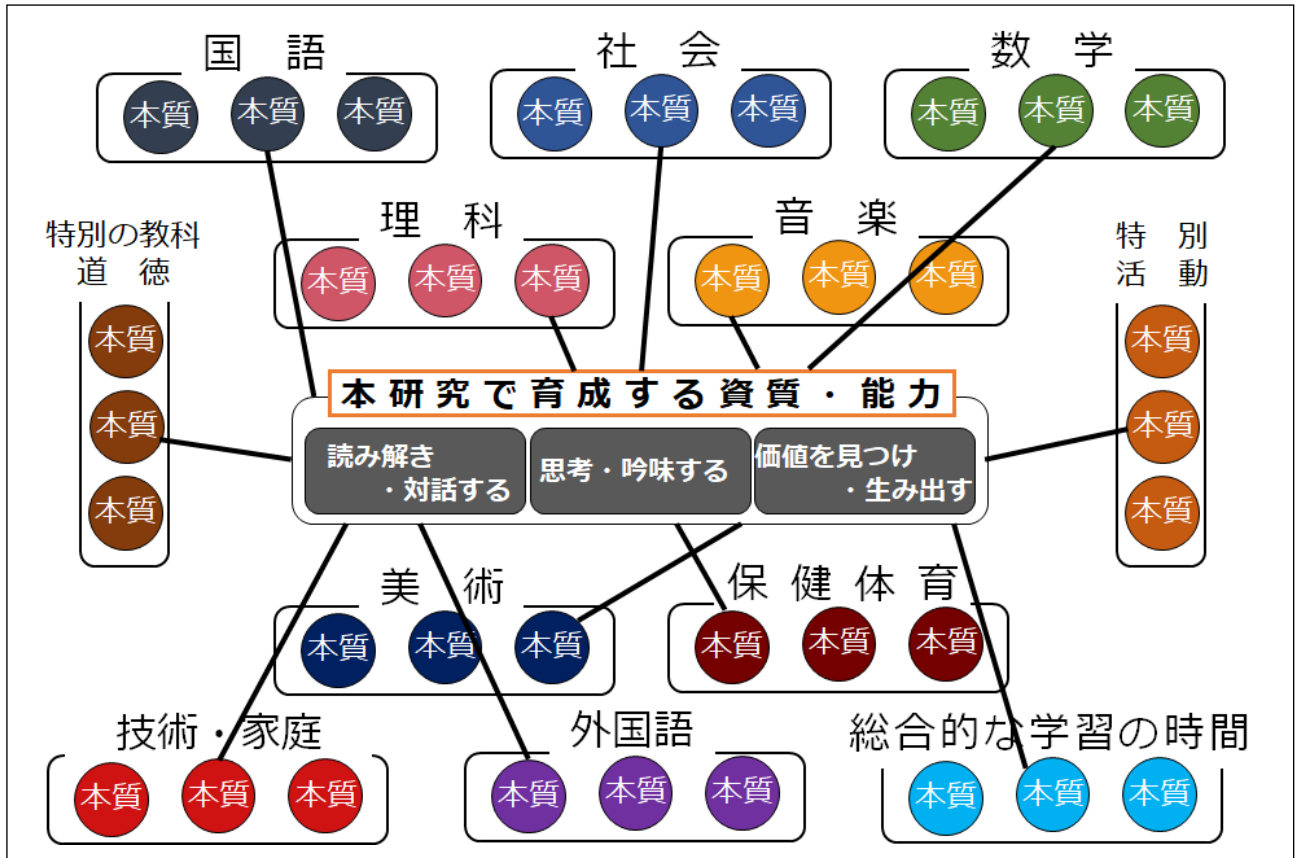 国　語
本質 本質 本質
社　会
本質 本質 本質
数　学
本質 本質 本質
特別の教科
道　徳
本質
本質
本質
理　科
本質 本質 本質
音　楽
本質 本質 本質
特　別
活　動
本質
本質
本質
本研究で育成する資質・能力
読み解き
・対話する
思考・吟味する
価値を見つけ
・生み出す
美　術
本質 本質 本質
保健体育
本質 本質 本質
技術・家庭
本質 本質 本質
外国語
本質 本質 本質
総合的な学習の時間
本質 本質 本質